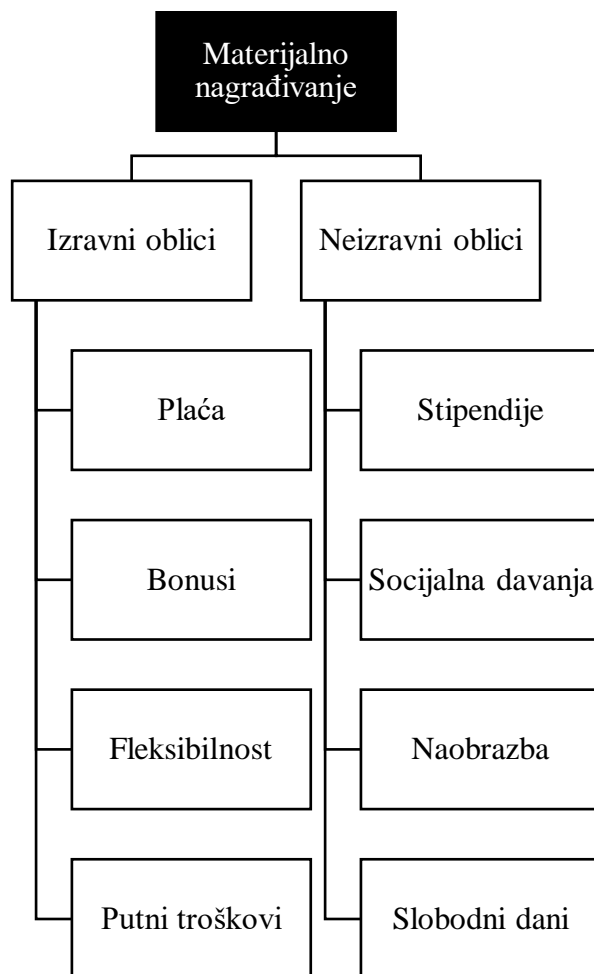 Materijalno
nagrađivanje
Izravni oblici
Neizravni oblici
Plaća
Stipendije
Bonusi
Socijalna davanja
Fleksibilnost
Naobrazba
Putni troškovi
Slobodni dani